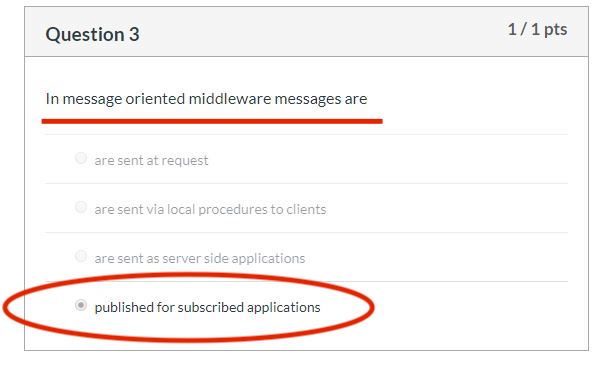 Question 3
1 / 1 pts
In message oriented middleware messages are
are sent at request
are sent via local procedures to clients
are sent as server side applications
published for subscribed applications